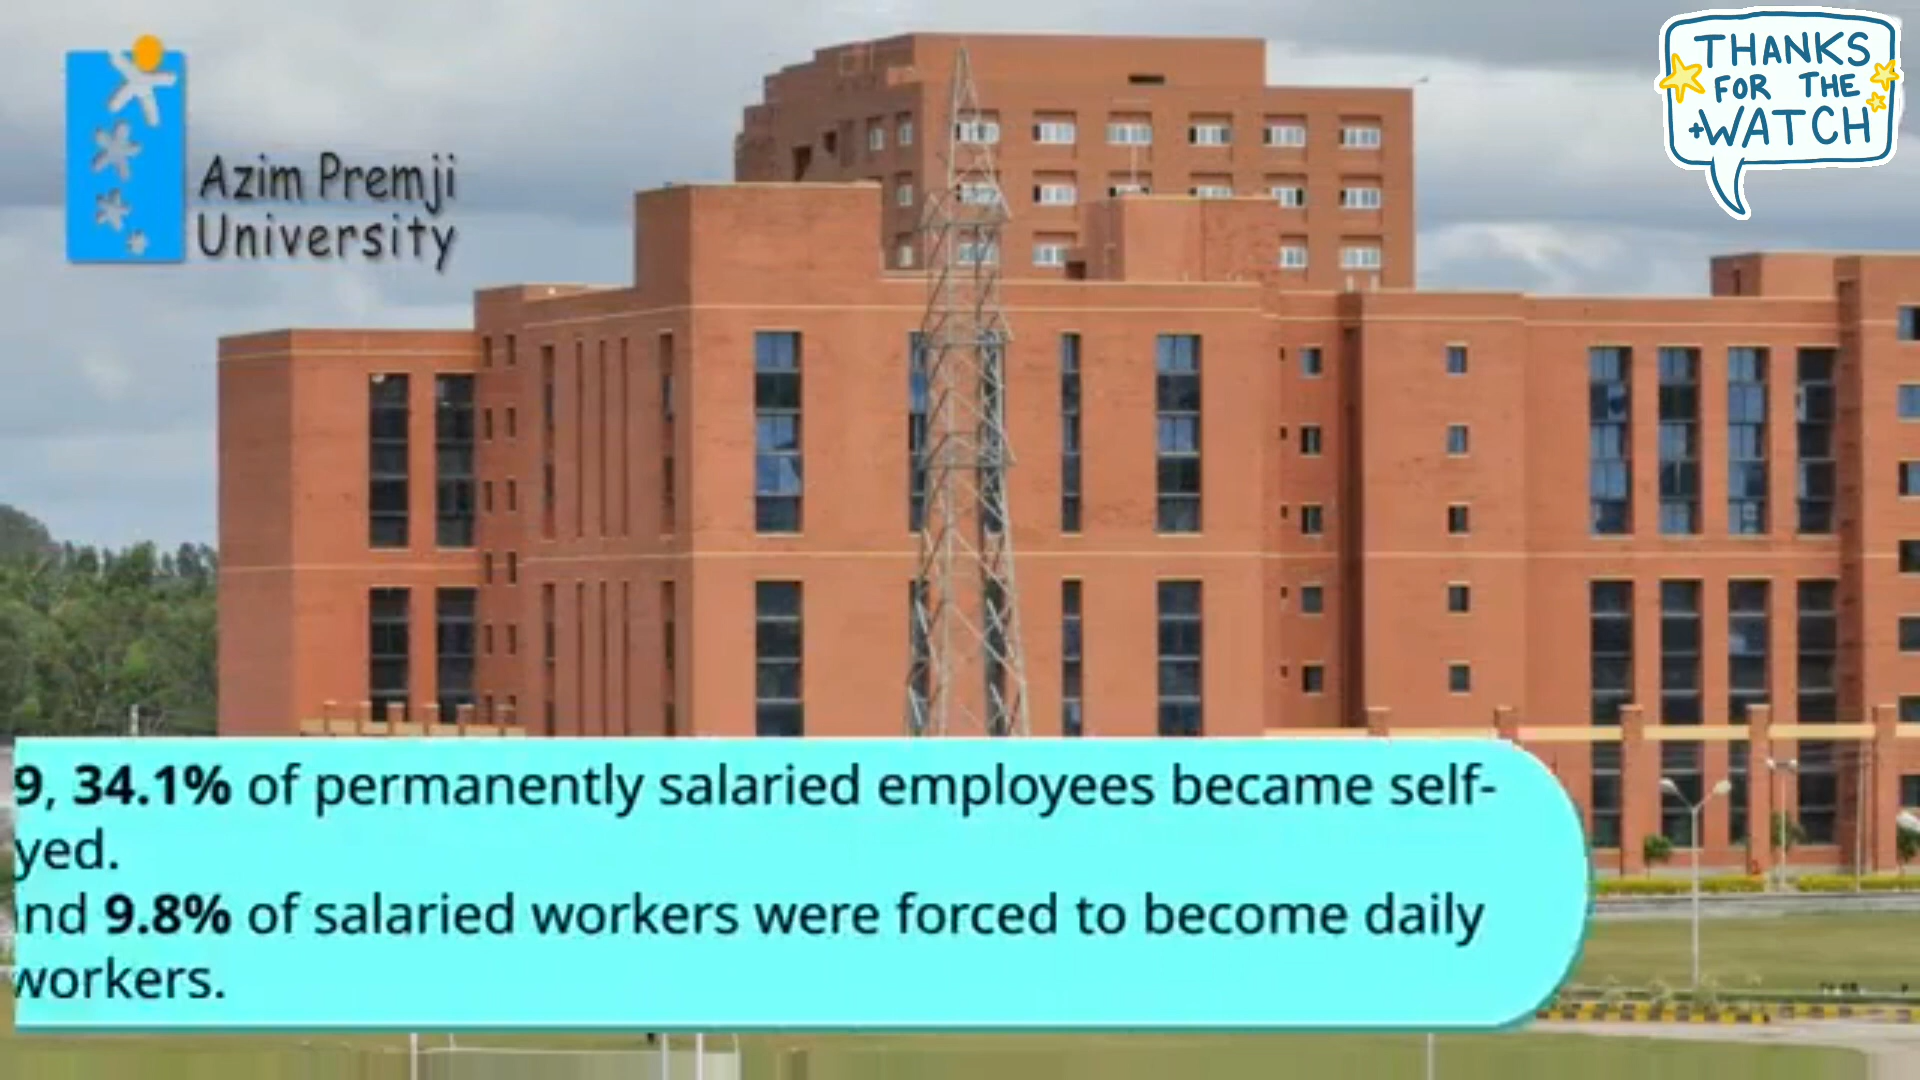 THANKS
FOR THE
WATCH
Azim Premji
University
9, 34.1% of permanently salaried employees became self-
yed.
nd 9.8% of salaried workers were forced to become daily
workers.